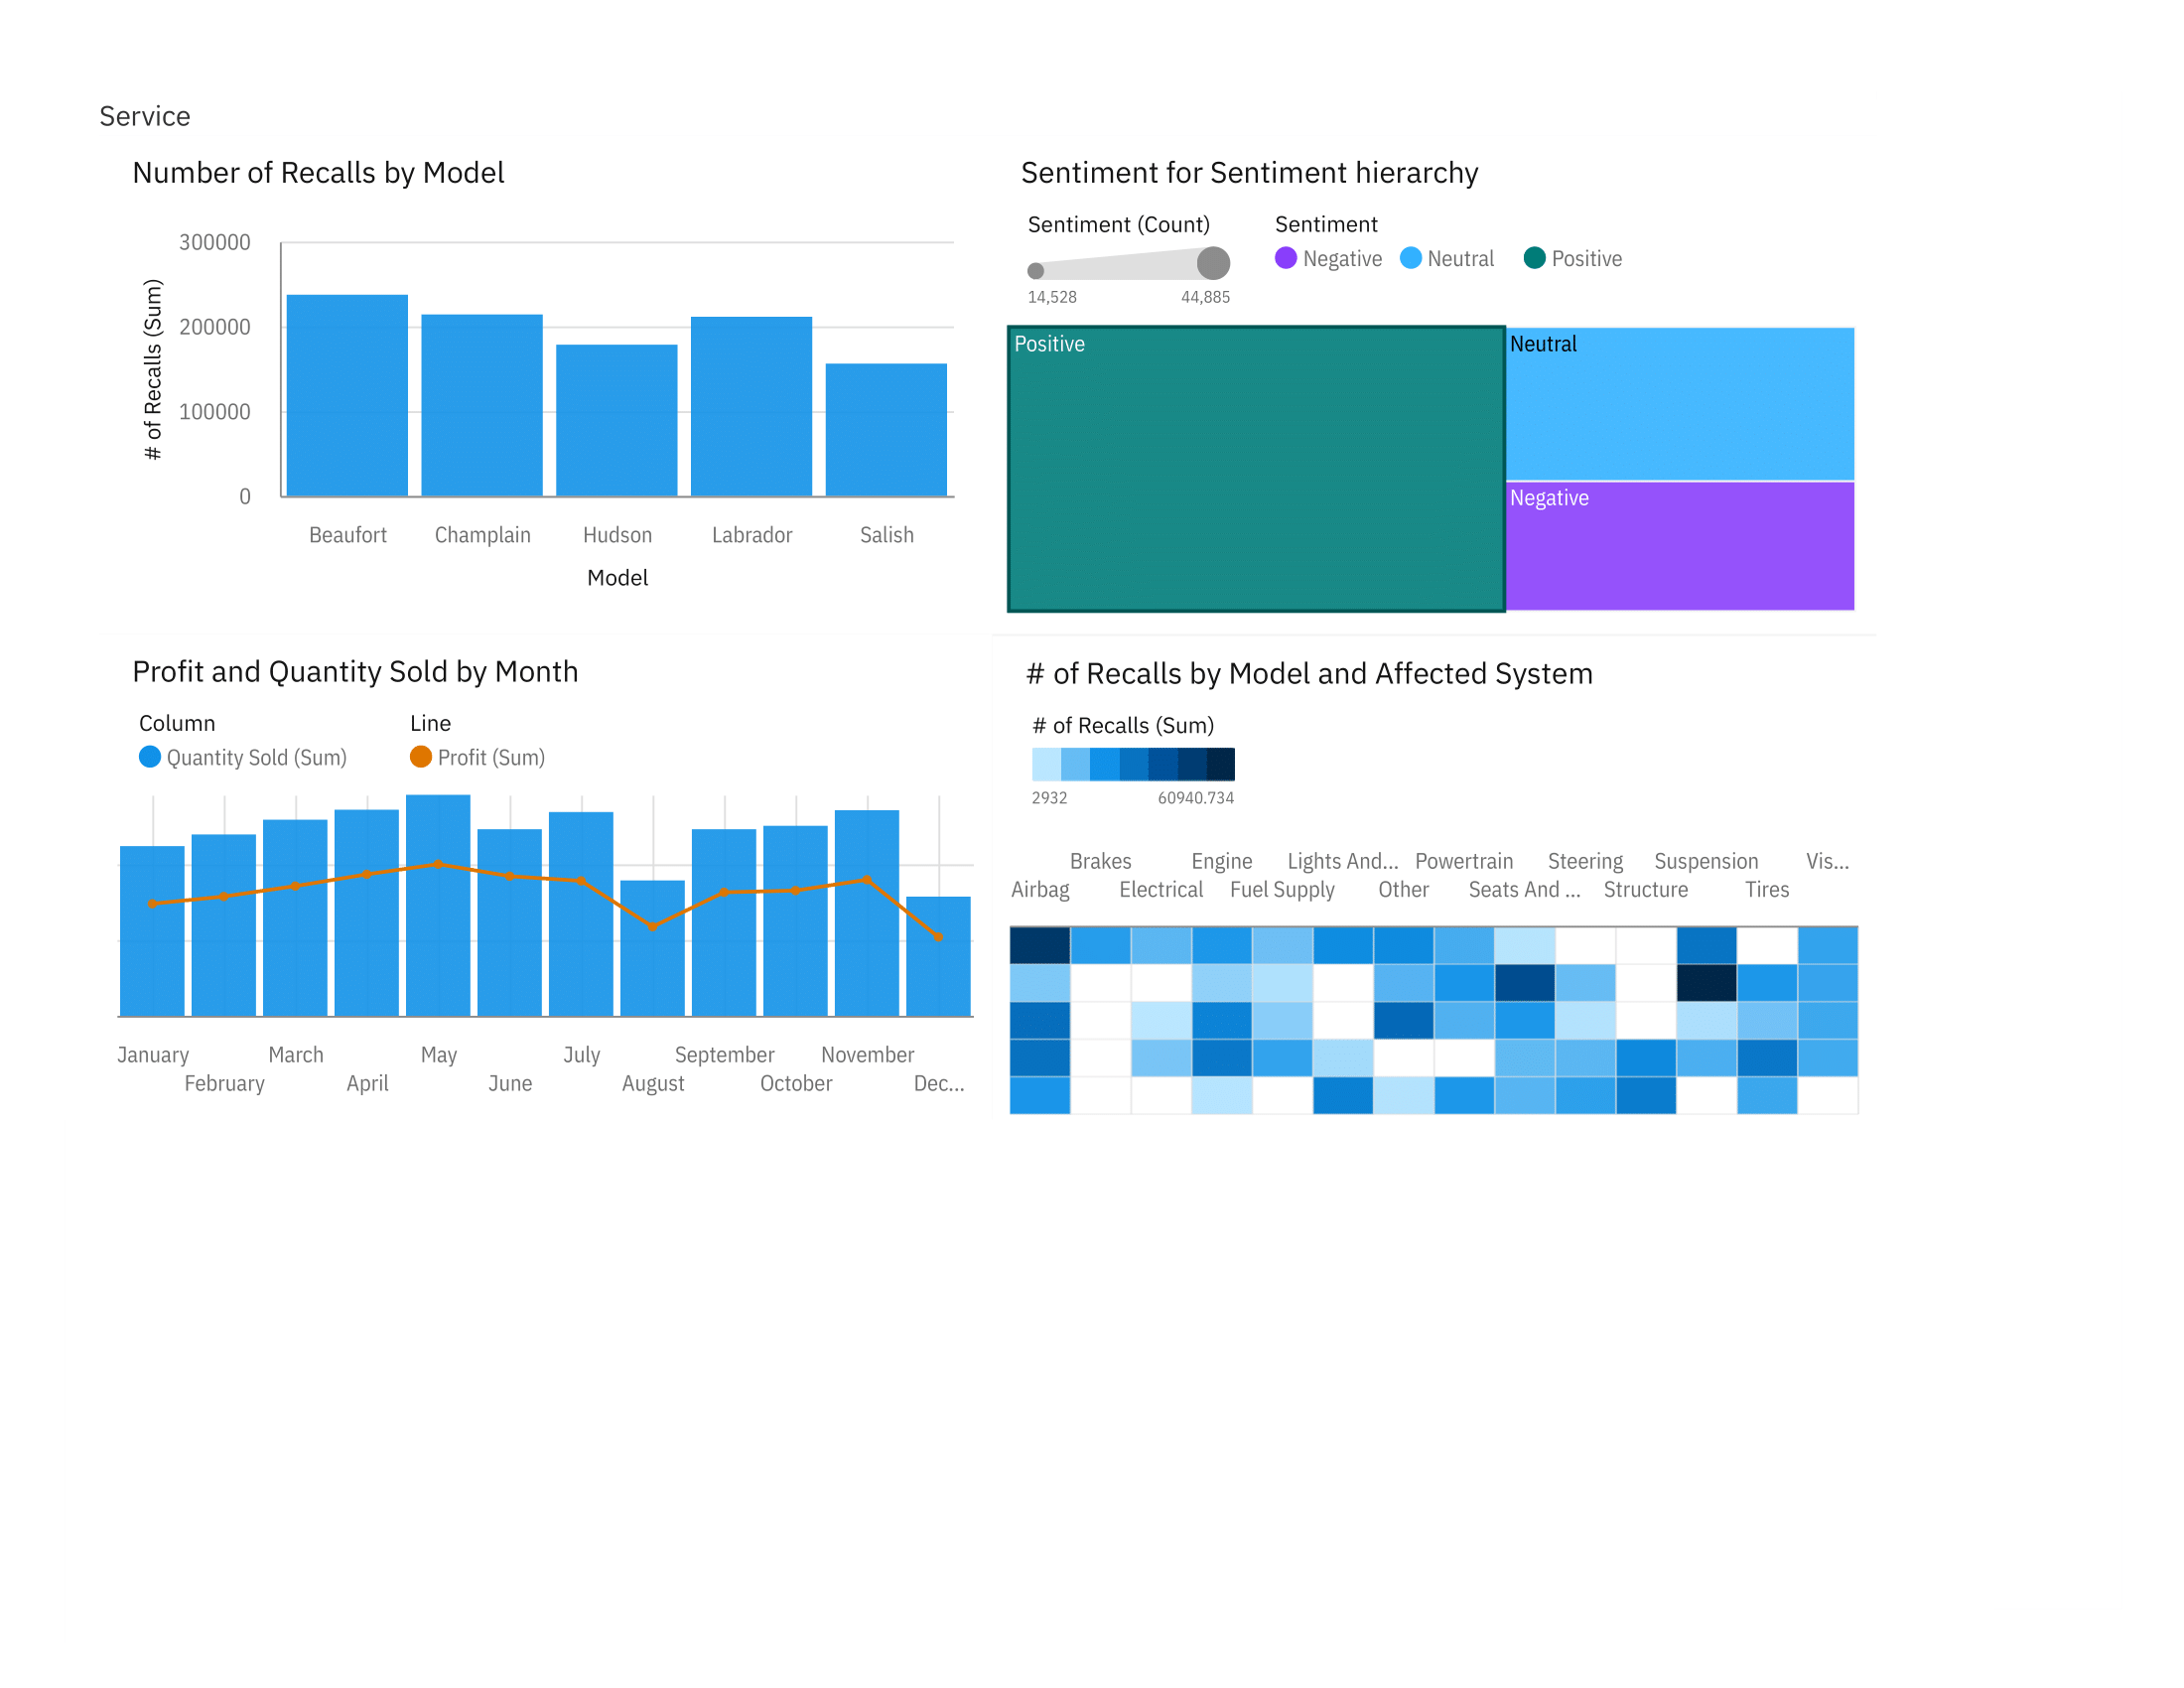 Service
Number of Recalls by Model
300000
200000
100000
0
# of Recalls (Sum)
Beaufort Champlain Hudson Labrador Salish
Model
Sentiment for Sentiment hierarchy
Sentiment (Count)
14,528 44,885
Sentiment
Negative Neutral Positive
Positive
Neutral
Negative
Profit and Quantity Sold by Month
Column
Quantity Sold (Sum)
Line
Profit (Sum)
January March May July September November
February April June August October Dec...
# of Recalls by Model and Affected System
# of Recalls (Sum)
2932 60940.734
Brakes Engine Lights And... Powertrain Steering Suspension Vis...
Airbag Electrical Fuel Supply Other Seats And ... Structure Tires